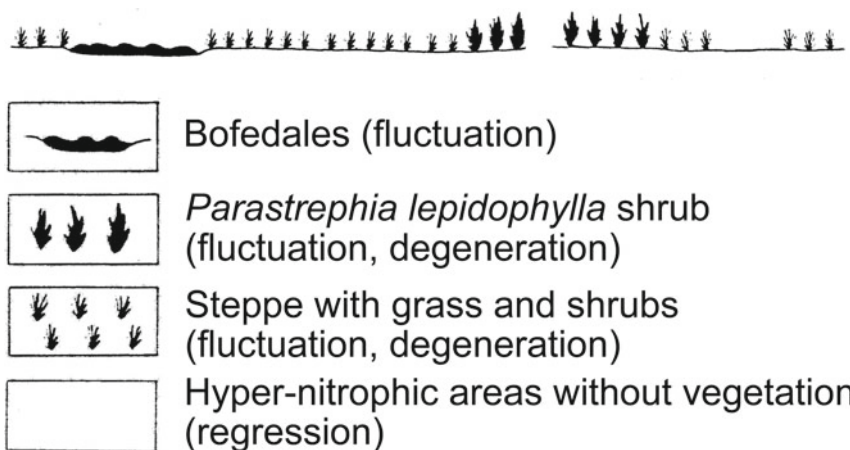 Bofedales (fluctuation)
Parastrephia lepidophylla shrub
(fluctuation, degeneration)
Steppe with grass and shrubs
(fluctuation, degeneration)
Hyper-nitrophic areas without vegetation
(regression)